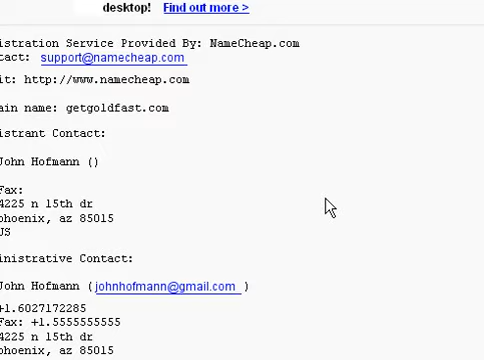 desktop! Find out more >
istration Service Provided By: NameCheap.com
tact: support@namecheap.com
it: http://www.namecheap.com
ain name: getgoldfast.com
istrant Contact:
John Hofmann ()
Fax:
4225 n 15th dr
phoenix, az 85015
US
inistrative Contact:
John Hofmann (johnhofmann@gmail.com )
+1.6027172285
Fax: +1.5555555555
4225 n 15th dr
phoenix, az 85015